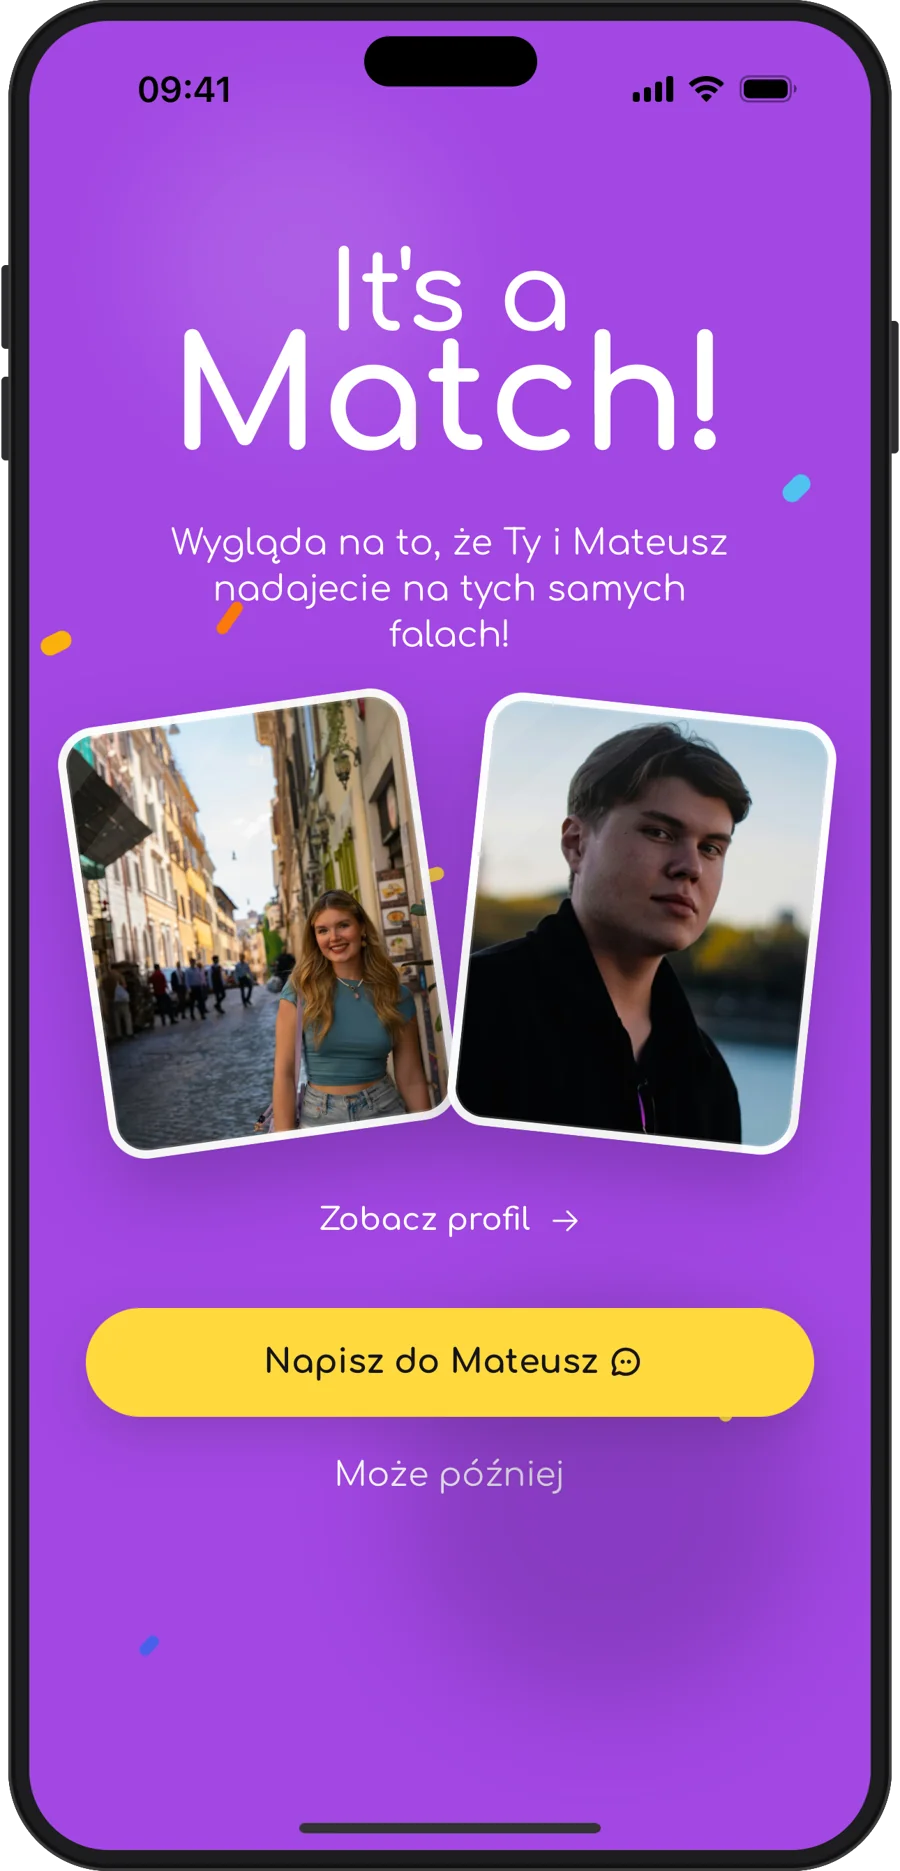 09:41
It's a
Match!
Wygląda na to, że Ty i Mateusz
nadajecie na tych samych
falach!
Zobacz profil →
Napisz do Mateusz
Może później